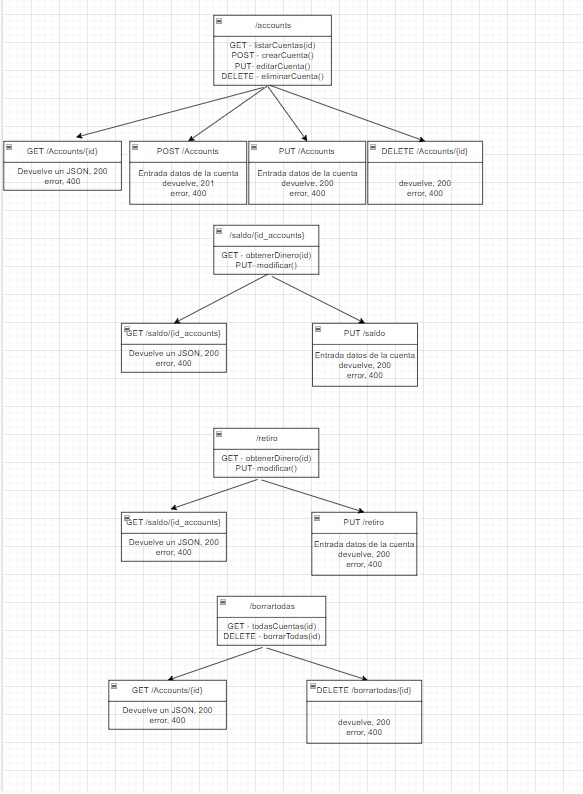 /accounts
GET - listarCuentas(id)
POST - crearCuenta()
PUT- editarCuenta()
DELETE - eliminarCuenta()
GET /Accounts/{id}
Devuelve un JSON, 200
error, 400
POST /Accounts
Entrada datos de la cuenta
devuelve, 201
error, 400
PUT /Accounts
Entrada datos de la cuenta
devuelve, 200
error, 400
DELETE /Accounts/{id}
devuelve, 200
error, 400
/saldo/{id_accounts}
GET - obtenerDinero(id)
PUT- modificar()
GET /saldo/{id_accounts}
Devuelve un JSON, 200
error, 400
PUT /saldo
Entrada datos de la cuenta
devuelve, 200
error, 400
/retiro
GET - obtenerDinero(id)
PUT- modificar()
GET /saldo/{id_accounts}
Devuelve un JSON, 200
error, 400
PUT /retiro
Entrada datos de la cuenta
devuelve, 200
error, 400
/borrartodas
GET - todasCuentas(id)
DELETE - borrarTodas(id)
GET /Accounts/{id}
Devuelve un JSON, 200
error, 400
DELETE /borrartodas/{id}
devuelve, 200
error, 400